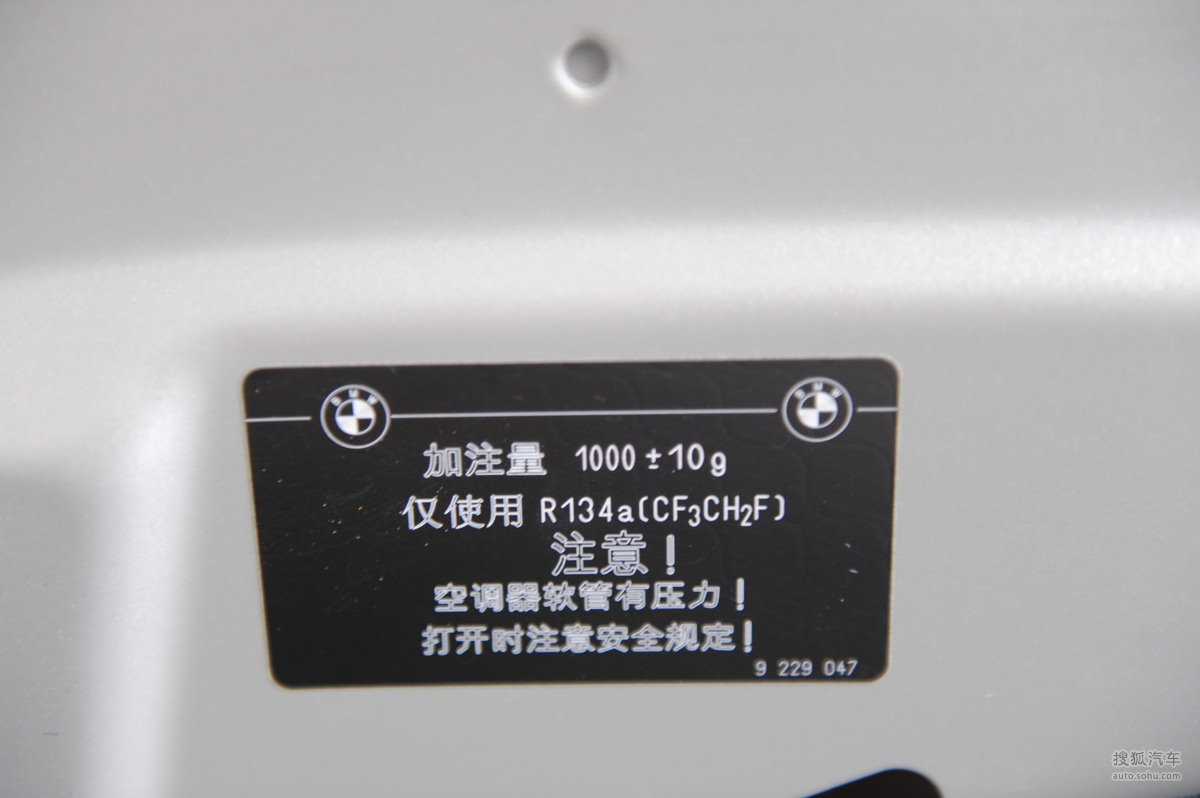 BMW BMW
加注量 1000 ± 10g
仅使用 R134a(CF₃CH₂F)
注意!
空调器软管有压力!
打开时注意安全规定!
9 229 047
搜狐汽车
auto.sohu.com